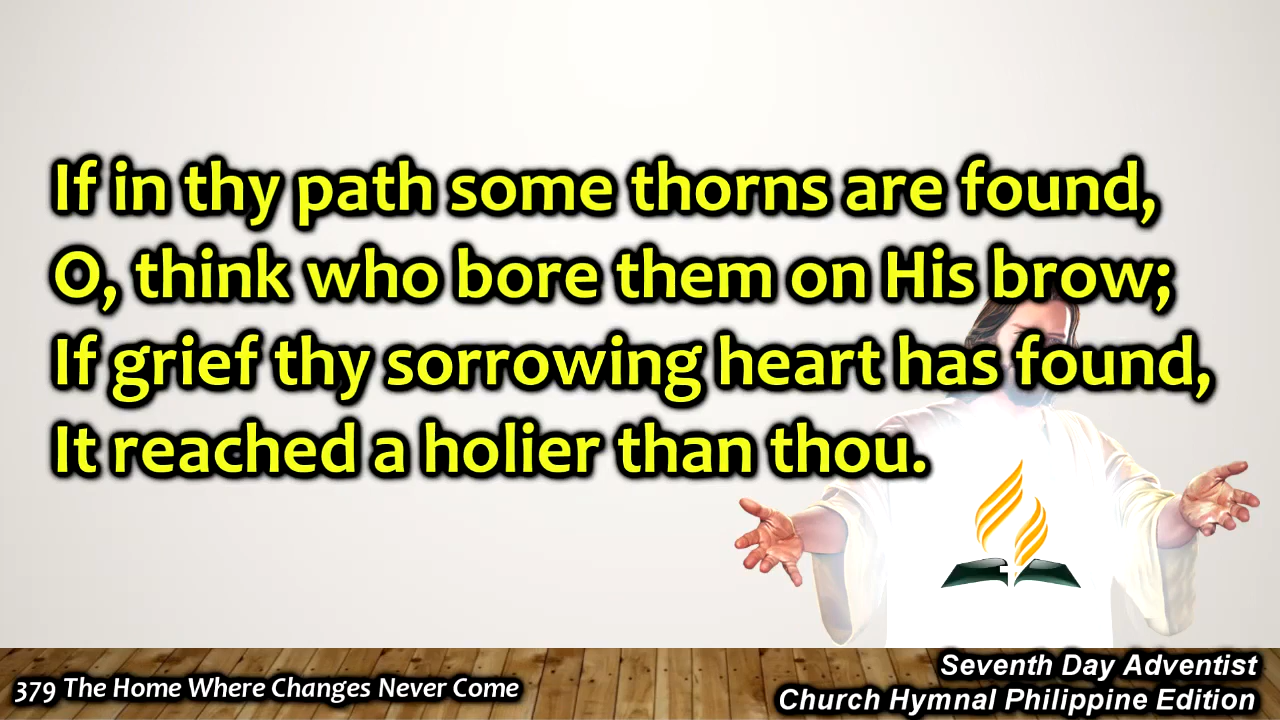 If in thy path some thorns are found,
O, think who bore them on His brow;
If grief thy sorrowing heart has found,
It reached a holier than thou.
379 The Home Where Changes Never Come
Seventh Day Adventist
Church Hymnal Philippine Edition